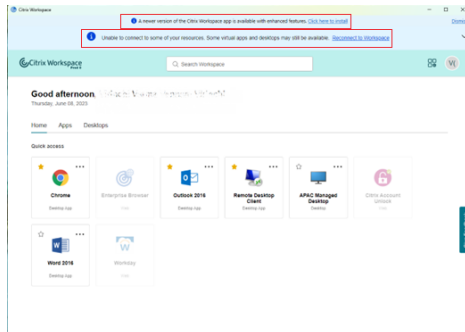 Citrix Workspace
A newer version of the Citrix Workspace app is available with enhanced features. Click here to install
Unable to connect to some of your resources. Some virtual apps and desktops may still be available. Reconnect to Workspace
Citrix Workspace
Search Workspace
Good afternoon,
Thursday, June 08, 2023
Home Apps Desktops
Quick access
Chrome
Desktop App
Enterprise Browser
Outlook 2016
Desktop App
Remote Desktop Client
Desktop App
APAC Managed Desktop
Desktop
Citrix Account Unlock
Word 2016
Desktop App
Workday